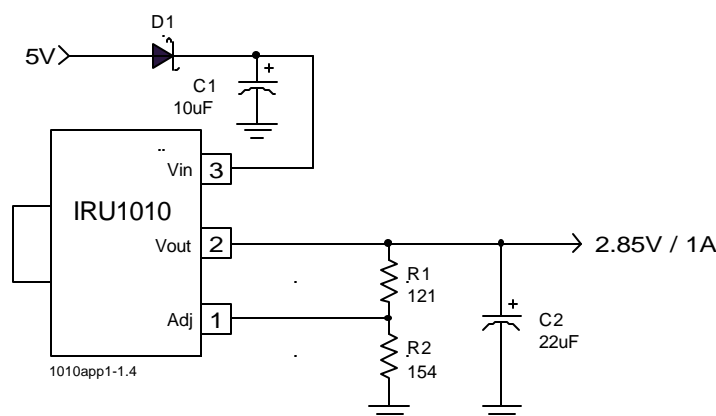 D1
5V
C1
10uF
Vin
3
IRU1010
Vout
2
2.85V / 1A
R1
121
Adj
1
C2
22uF
R2
154
1010app1-1.4